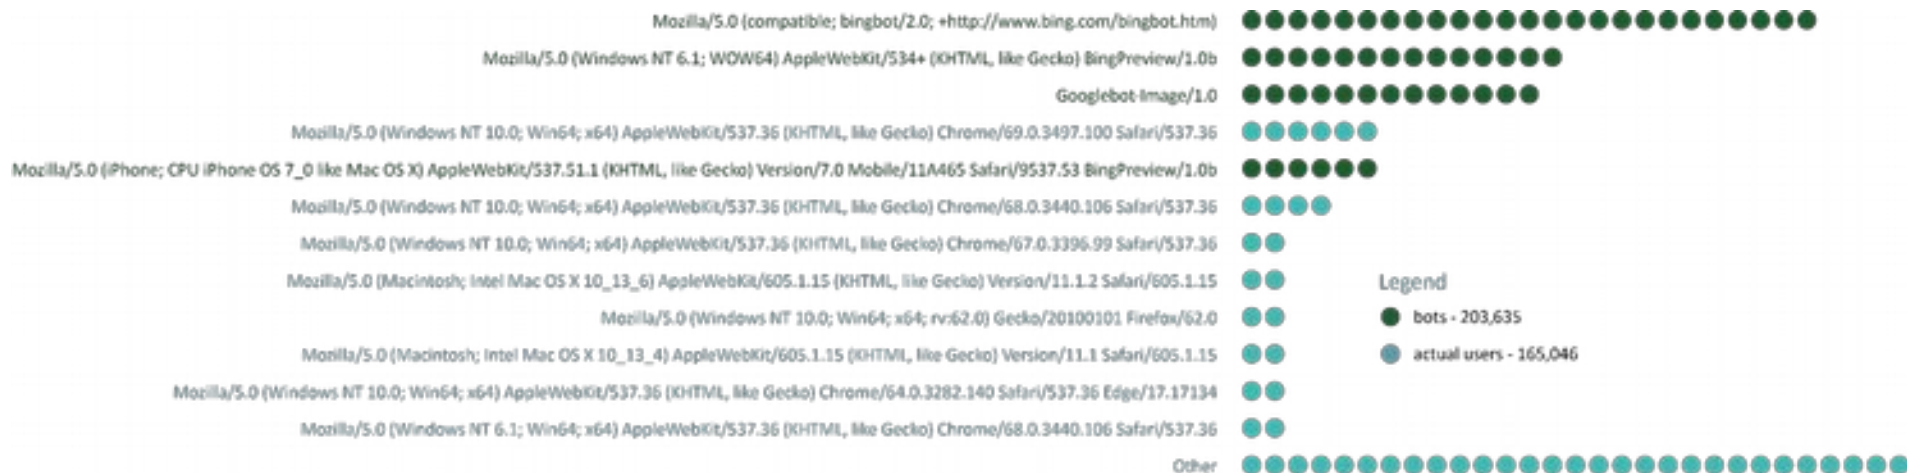 Mozilla/5.0 (compatible; bingbot/2.0; +http://www.bing.com/bingbot.htm)
Mozilla/5.0 (Windows NT 6.1; WOW64) AppleWebKit/534+ (KHTML, like Gecko) BingPreview/1.0b
Googlebot-Image/1.0
Mozilla/5.0 (Windows NT 10.0; Win64; x64) AppleWebKit/537.36 (KHTML, like Gecko) Chrome/69.0.3497.100 Safari/537.36
Mozilla/5.0 (iPhone; CPU iPhone OS 7_0 like Mac OS X) AppleWebKit/537.51.1 (KHTML, like Gecko) Version/7.0 Mobile/11A465 Safari/9537.53 BingPreview/1.0b
Mozilla/5.0 (Windows NT 10.0; Win64; x64) AppleWebKit/537.36 (KHTML, like Gecko) Chrome/68.0.3440.106 Safari/537.36
Mozilla/5.0 (Windows NT 10.0; Win64; x64) AppleWebKit/537.36 (KHTML, like Gecko) Chrome/67.0.3396.99 Safari/537.36
Mozilla/5.0 (Macintosh; Intel Mac OS X 10_13_6) AppleWebKit/605.1.15 (KHTML, like Gecko) Version/11.1.2 Safari/605.1.15
Mozilla/5.0 (Windows NT 10.0; Win64; x64; rv:62.0) Gecko/20100101 Firefox/62.0
Mozilla/5.0 (Macintosh; Intel Mac OS X 10_13_4) AppleWebKit/605.1.15 (KHTML, like Gecko) Version/11.1 Safari/605.1.15
Mozilla/5.0 (Windows NT 10.0; Win64; x64) AppleWebKit/537.36 (KHTML, like Gecko) Chrome/64.0.3282.140 Safari/537.36 Edge/17.17134
Mozilla/5.0 (Windows NT 6.1; Win64; x64) AppleWebKit/537.36 (KHTML, like Gecko) Chrome/68.0.3440.106 Safari/537.36
Other
Legend
bots - 203,635
actual users - 165,046